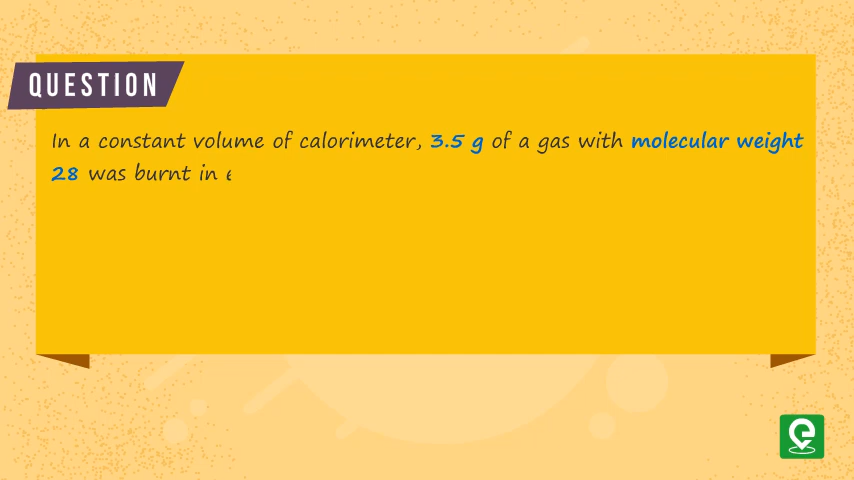 QUESTION
In a constant volume of calorimeter, 3.5 g of a gas with molecular weight
28 was burnt in